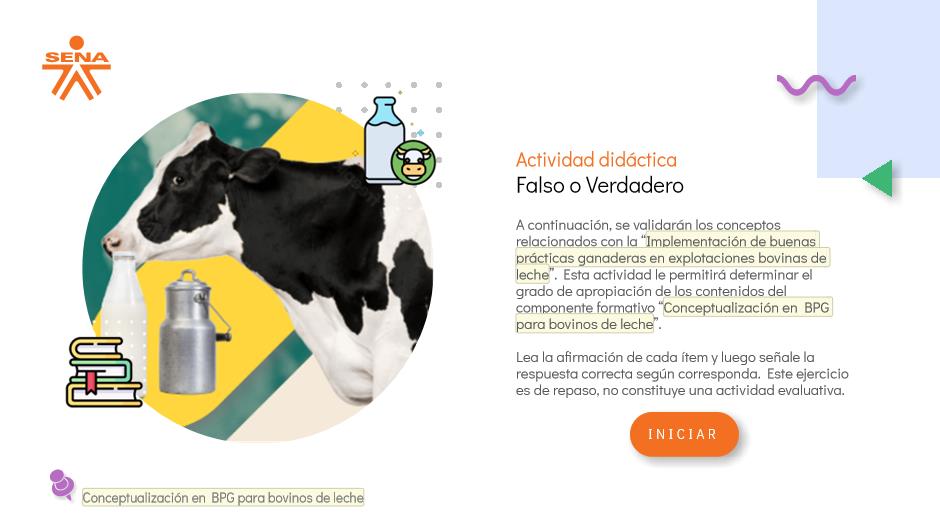 SENA
Actividad didáctica
Falso o Verdadero
A continuación, se validarán los conceptos
relacionados con la “Implementación de buenas
prácticas ganaderas en explotaciones bovinas de
leche”. Esta actividad le permitirá determinar el
grado de apropiación de los contenidos del
componente formativo “Conceptualización en BPG
para bovinos de leche”.
Lea la afirmación de cada ítem y luego señale la
respuesta correcta según corresponda. Este ejercicio
es de repaso, no constituye una actividad evaluativa.
INICIAR
Conceptualización en BPG para bovinos de leche